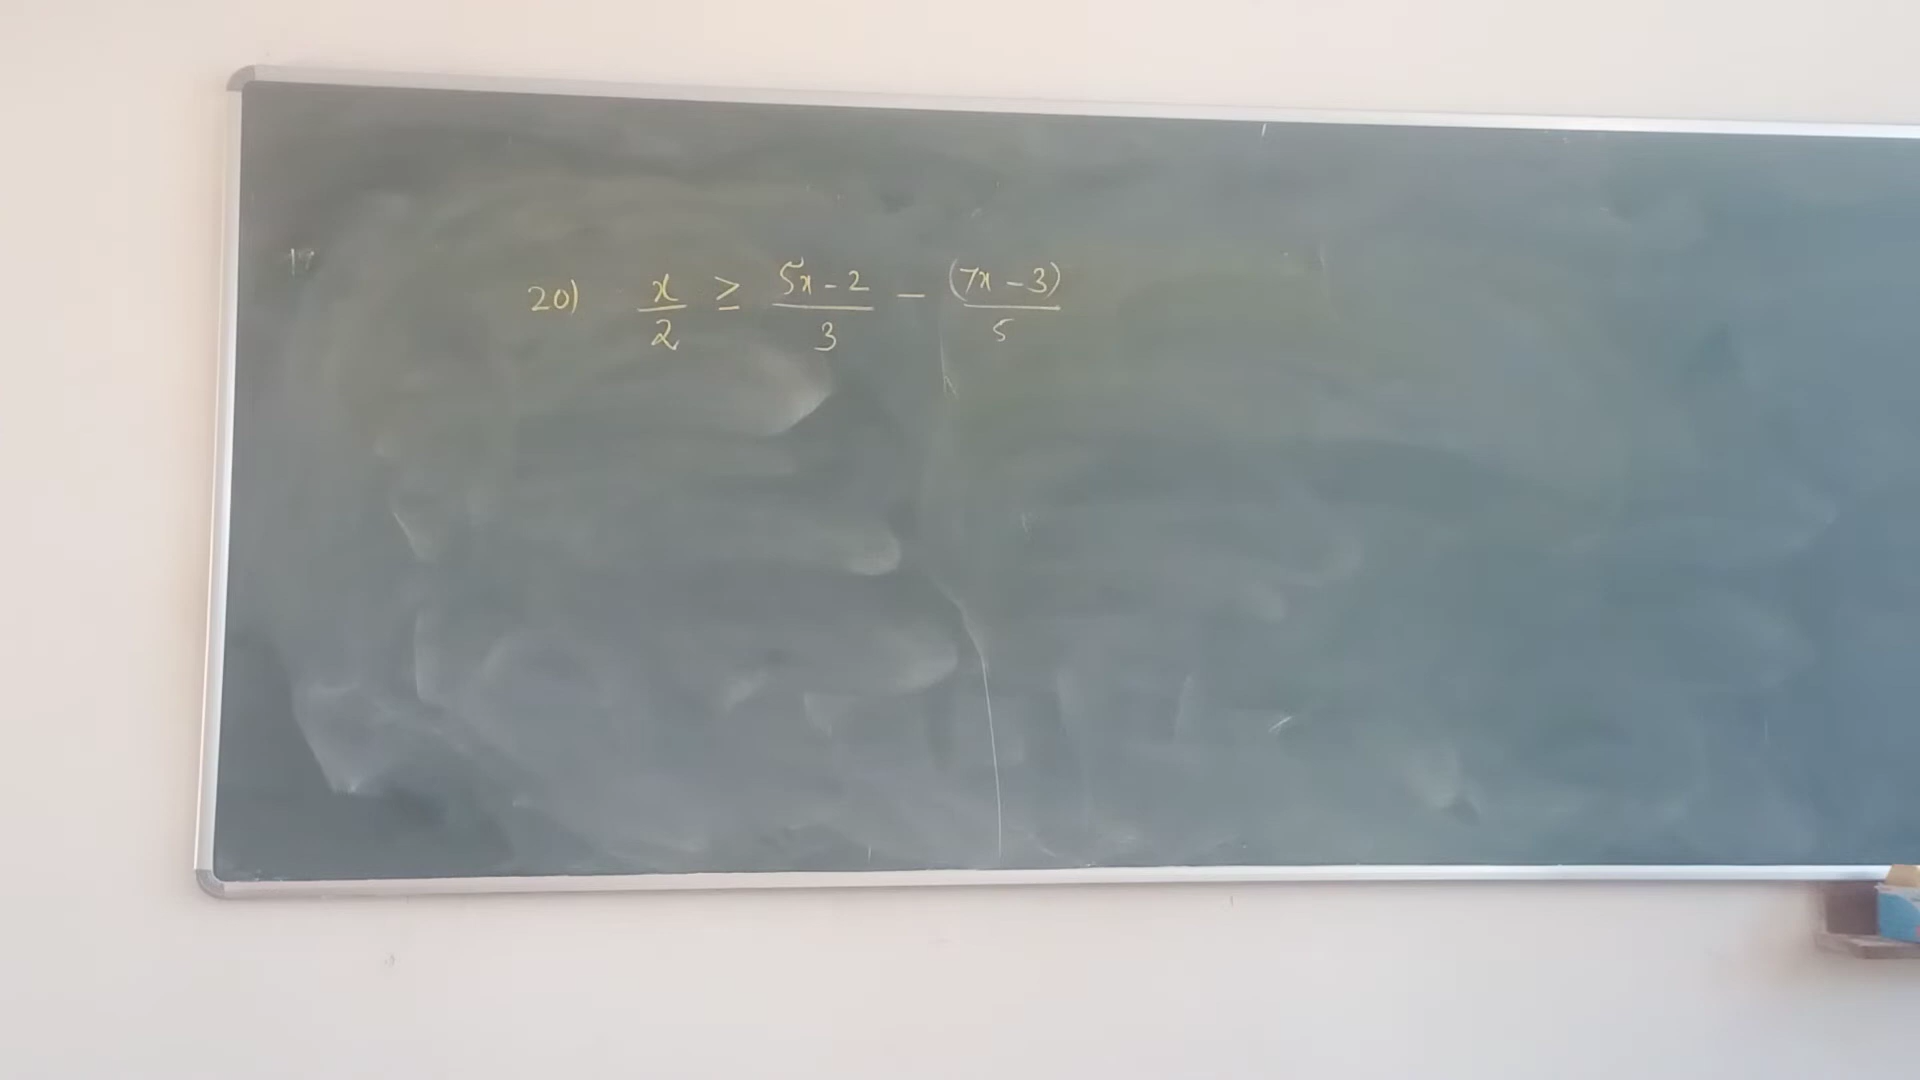 20) x/2 ≥ 5x-2/3 - (7x-3)/5